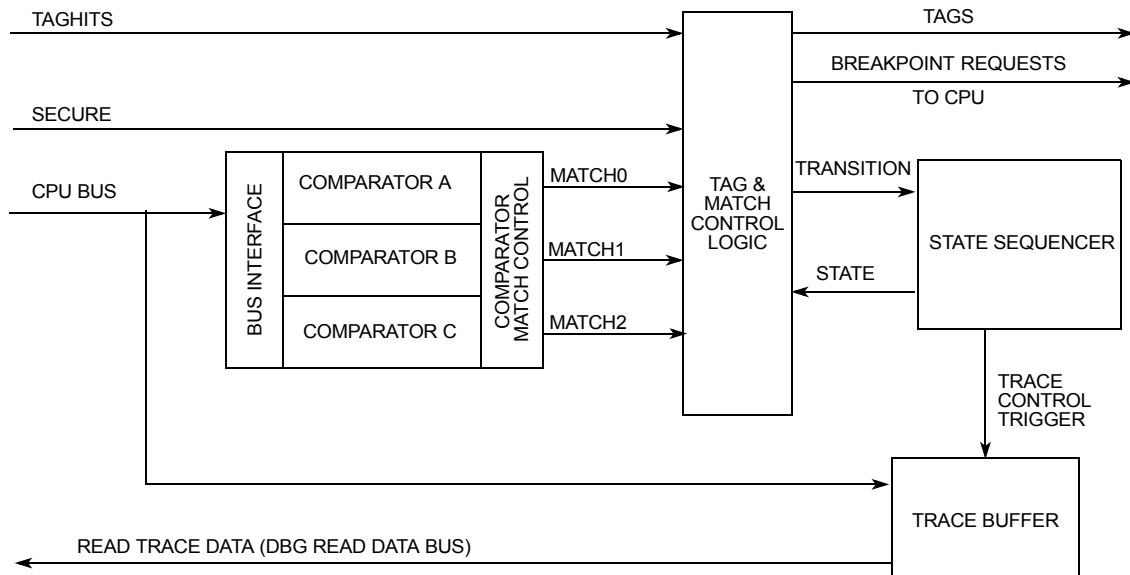 TAGHITS
TAGS
BREAKPOINT REQUESTS
TO CPU
SECURE
CPU BUS
BUS INTERFACE
COMPARATOR A
COMPARATOR B
COMPARATOR C
COMPARATOR
MATCH CONTROL
MATCH0
MATCH1
MATCH2
TAG &
MATCH
CONTROL
LOGIC
TRANSITION
STATE
STATE SEQUENCER
TRACE
CONTROL
TRIGGER
TRACE BUFFER
READ TRACE DATA (DBG READ DATA BUS)